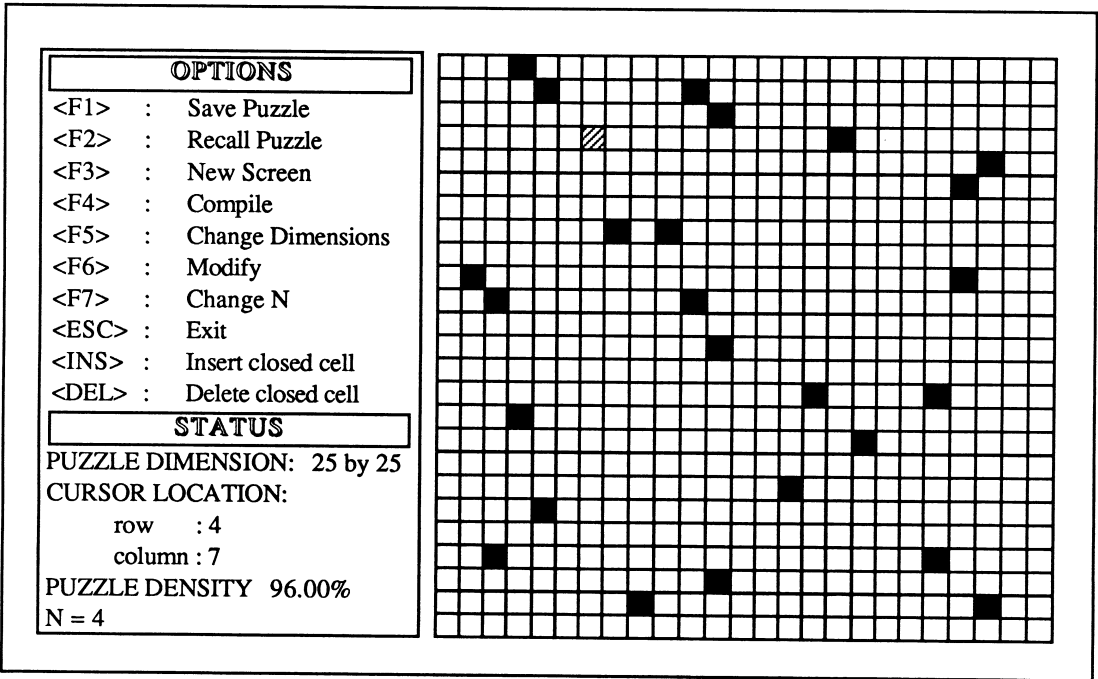 OPTIONS
<F1> : Save Puzzle
<F2> : Recall Puzzle
<F3> : New Screen
<F4> : Compile
<F5> : Change Dimensions
<F6> : Modify
<F7> : Change N
<ESC> : Exit
<INS> : Insert closed cell
<DEL> : Delete closed cell
STATUS
PUZZLE DIMENSION: 25 by 25
CURSOR LOCATION:
row : 4
column : 7
PUZZLE DENSITY 96.00%
N = 4